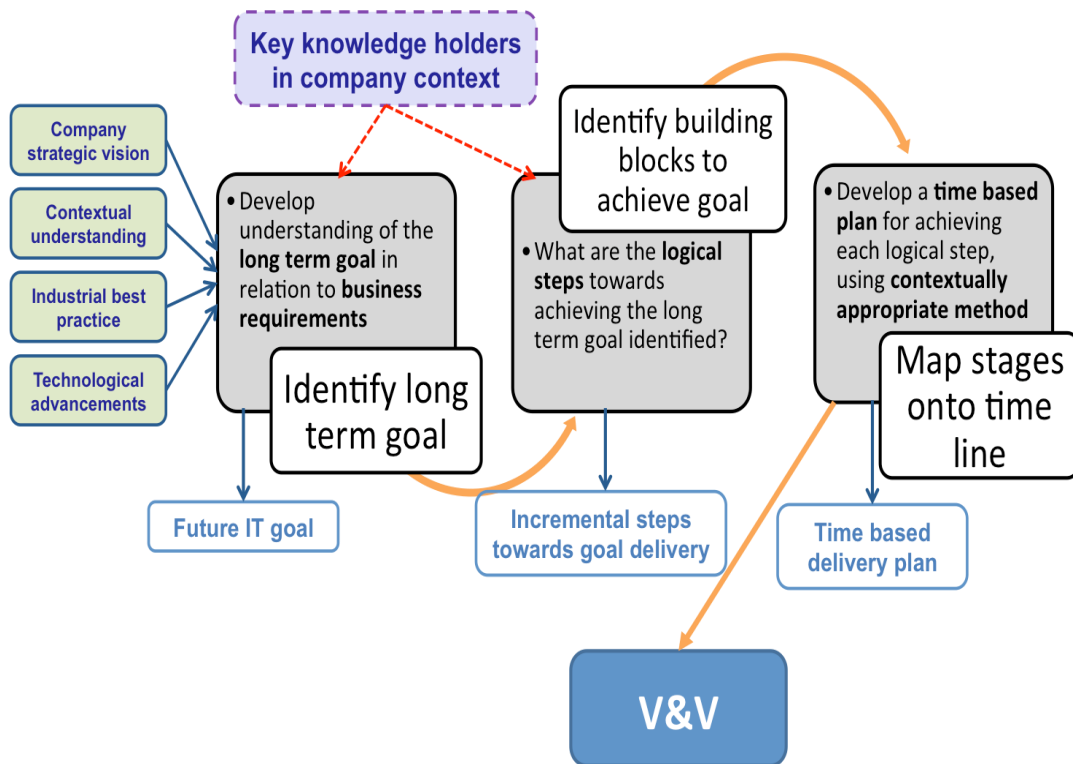 Key knowledge holders
in company context
Company
strategic vision
Contextual
understanding
Industrial best
practice
Technological
advancements
• Develop
understanding of the
long term goal in
relation to business
requirements
Identify long
term goal
Identify building
blocks to
achieve goal
• What are the logical
steps towards
achieving the long
term goal identified?
• Develop a time based
plan for achieving
each logical step,
using contextually
appropriate method
Map stages
onto time
line
Future IT goal
Incremental steps
towards goal delivery
Time based
delivery plan
V&V